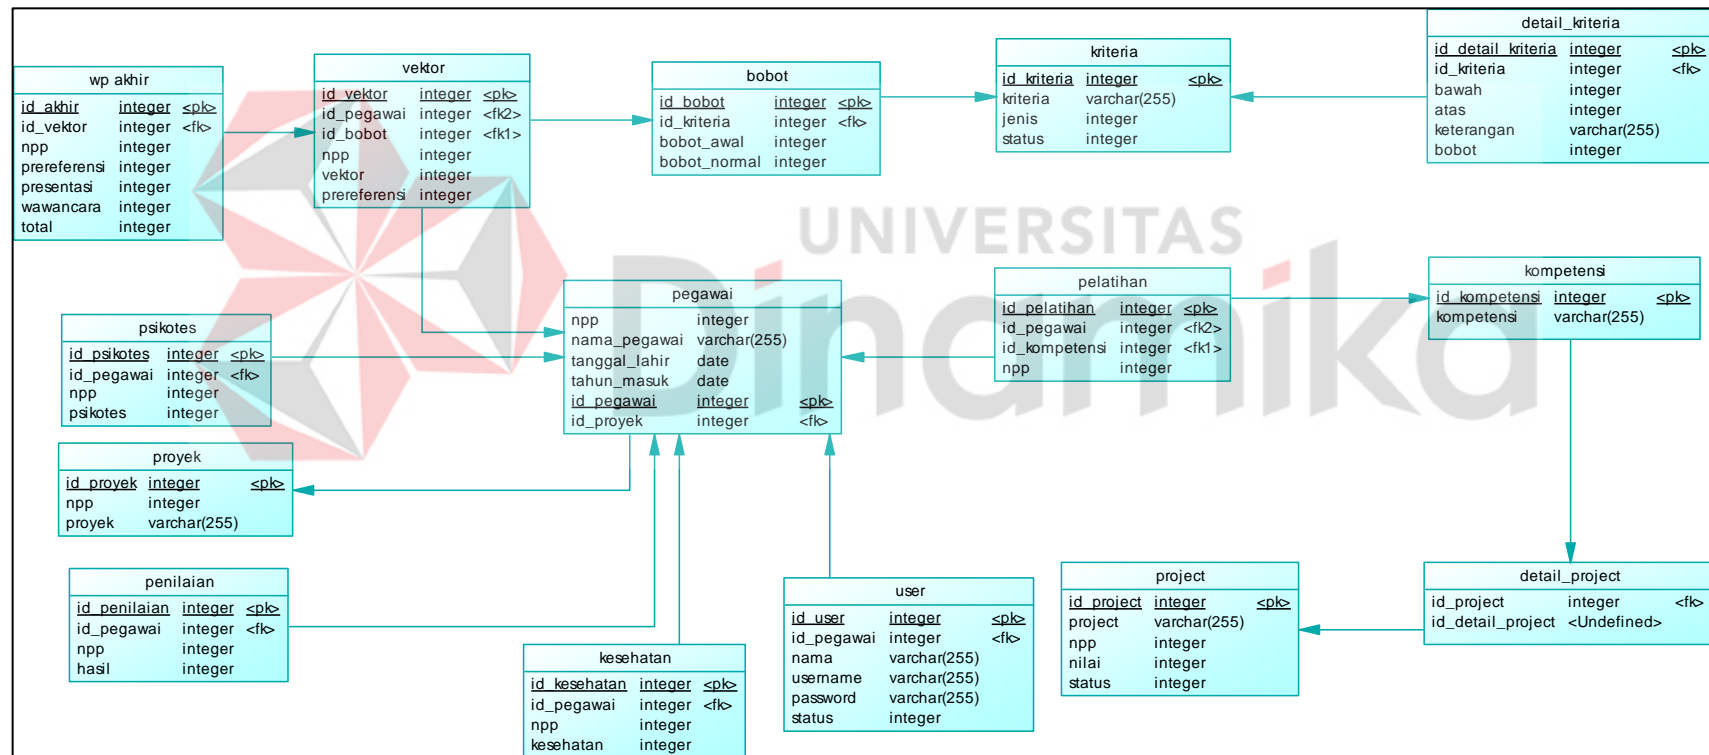 wp akhir
id_akhir integer <pk>
id_vektor integer <fk>
npp integer
prereferensi integer
presentasi integer
wawancara integer
total integer
vektor
id_vektor integer <pk>
id_pegawai integer <fk2>
id_bobot integer <fk1>
npp integer
vektor integer
prereferensi integer
bobot
id_bobot integer <pk>
id_kriteria integer <fk>
bobot_awal integer
bobot_normal integer
kriteria
id_kriteria integer <pk>
kriteria varchar(255)
jenis integer
status integer
detail_kriteria
id_detail_kriteria integer <pk>
id_kriteria integer <fk>
bawah integer
atas integer
keterangan varchar(255)
bobot integer
UNIVERSITAS
Dinamika
psikotes
id_psikotes integer <pk>
id_pegawai integer <fk>
npp integer
psikotes integer
pegawai
npp integer
nama_pegawai varchar(255)
tanggal_lahir date
tahun_masuk date
id_pegawai integer <pk>
id_proyek integer <fk>
pelatihan
id_pelatihan integer <pk>
id_pegawai integer <fk2>
id_kompetensi integer <fk1>
npp integer
kompetensi
id_kompetensi integer <pk>
kompetensi varchar(255)
proyek
id_proyek integer <pk>
npp integer
proyek varchar(255)
penilaian
id_penilaian integer <pk>
id_pegawai integer <fk>
npp integer
hasil integer
kesehatan
id_kesehatan integer <pk>
id_pegawai integer <fk>
npp integer
kesehatan integer
user
id_user integer <pk>
id_pegawai integer <fk>
nama varchar(255)
username varchar(255)
password varchar(255)
status integer
project
id_project integer <pk>
project varchar(255)
npp integer
nilai integer
status integer
detail_project
id_project integer <fk>
id_detail_project <Undefined>